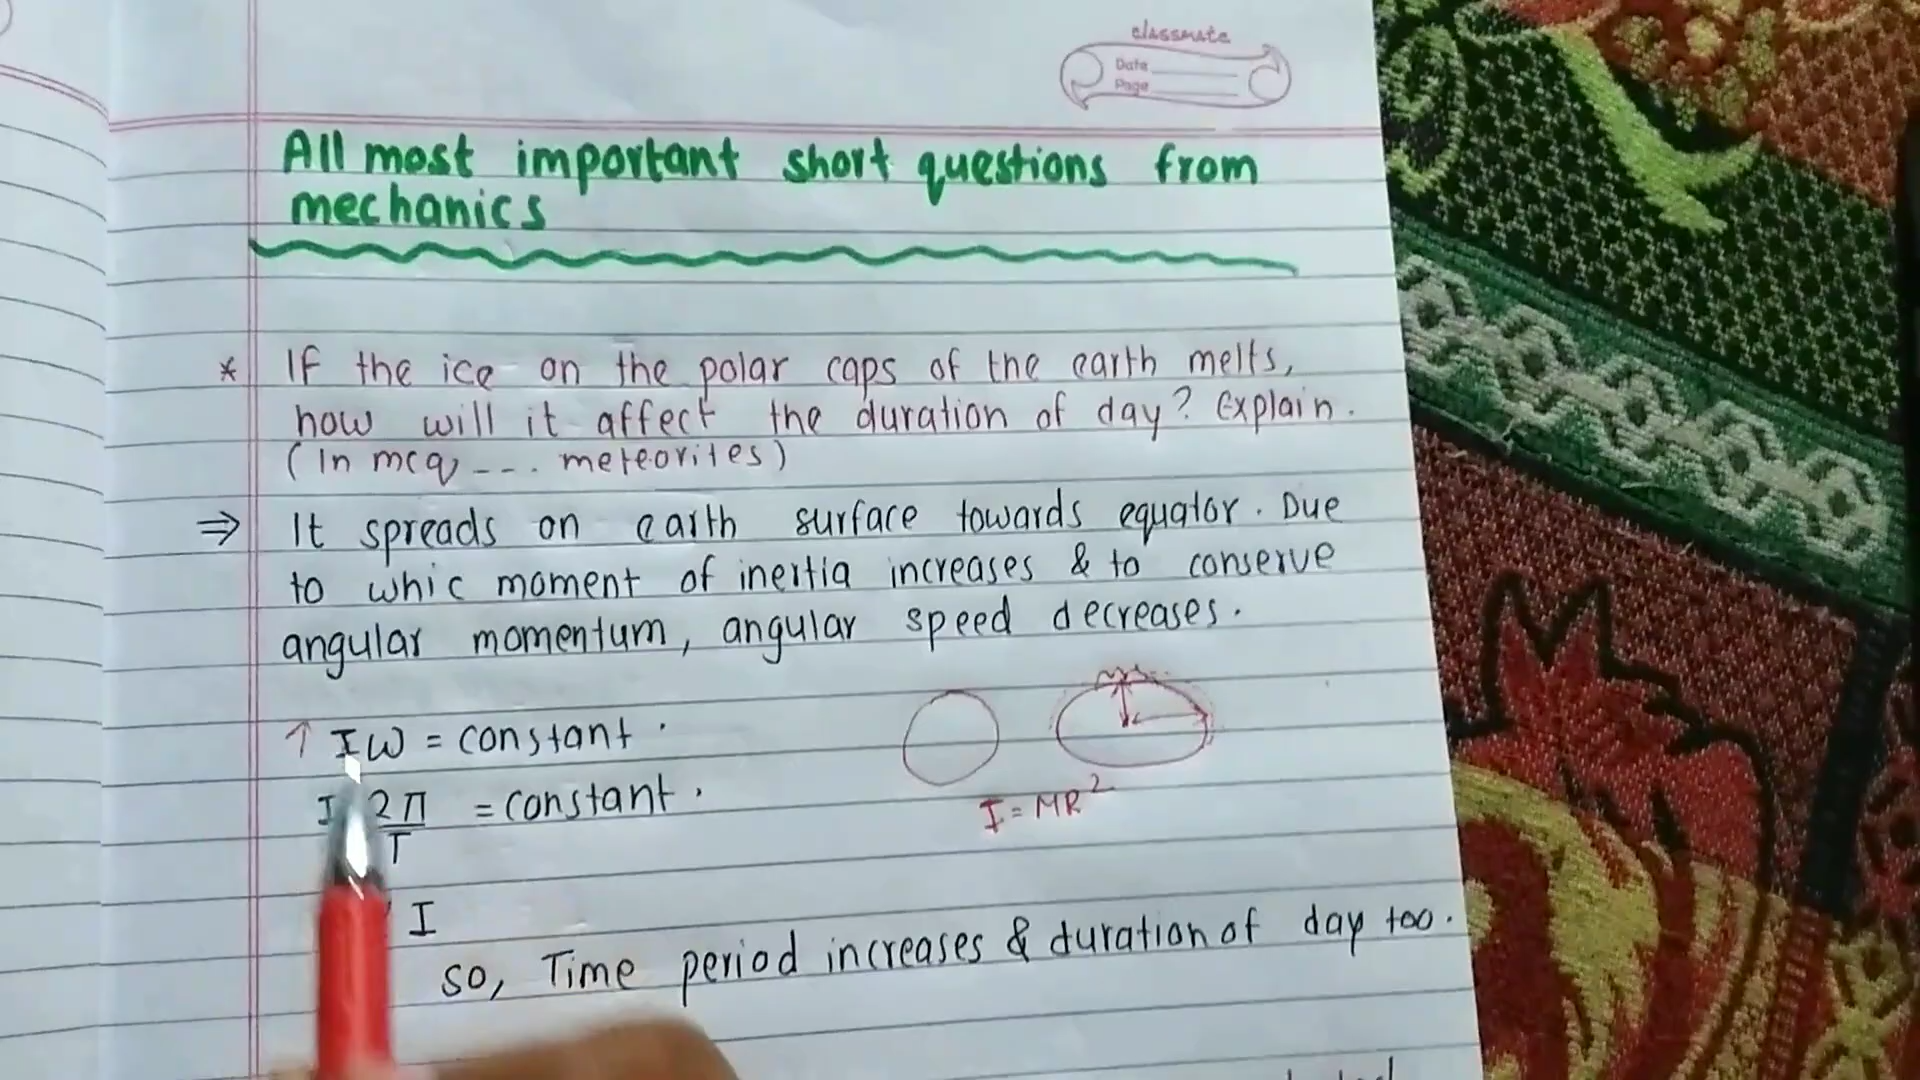 classmate
Date
Page
All most important short questions from
mechanics
* If the ice on the polar caps of the earth melts,
how will it affect the duration of day? Explain.
(In mcq --- . meteorites)
⇒ It spreads on earth surface towards equator. Due
to whic moment of inertia increases & to conserve
angular momentum, angular speed decreases.
↑ Iω = constant.
I 2π/T = constant.
I = MR²
I
so, Time period increases & duration of day too.